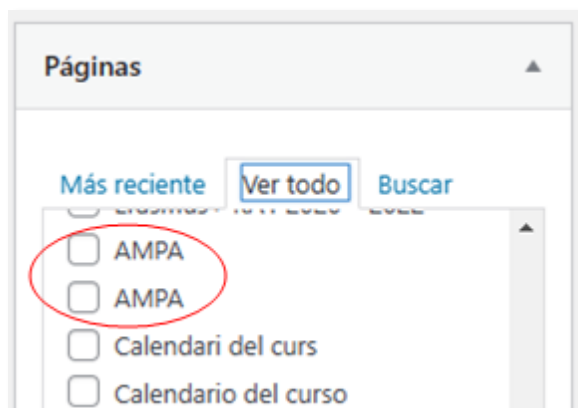 Páginas
Más reciente Ver todo Buscar
AMPA
AMPA
Calendari del curs
Calendario del curso